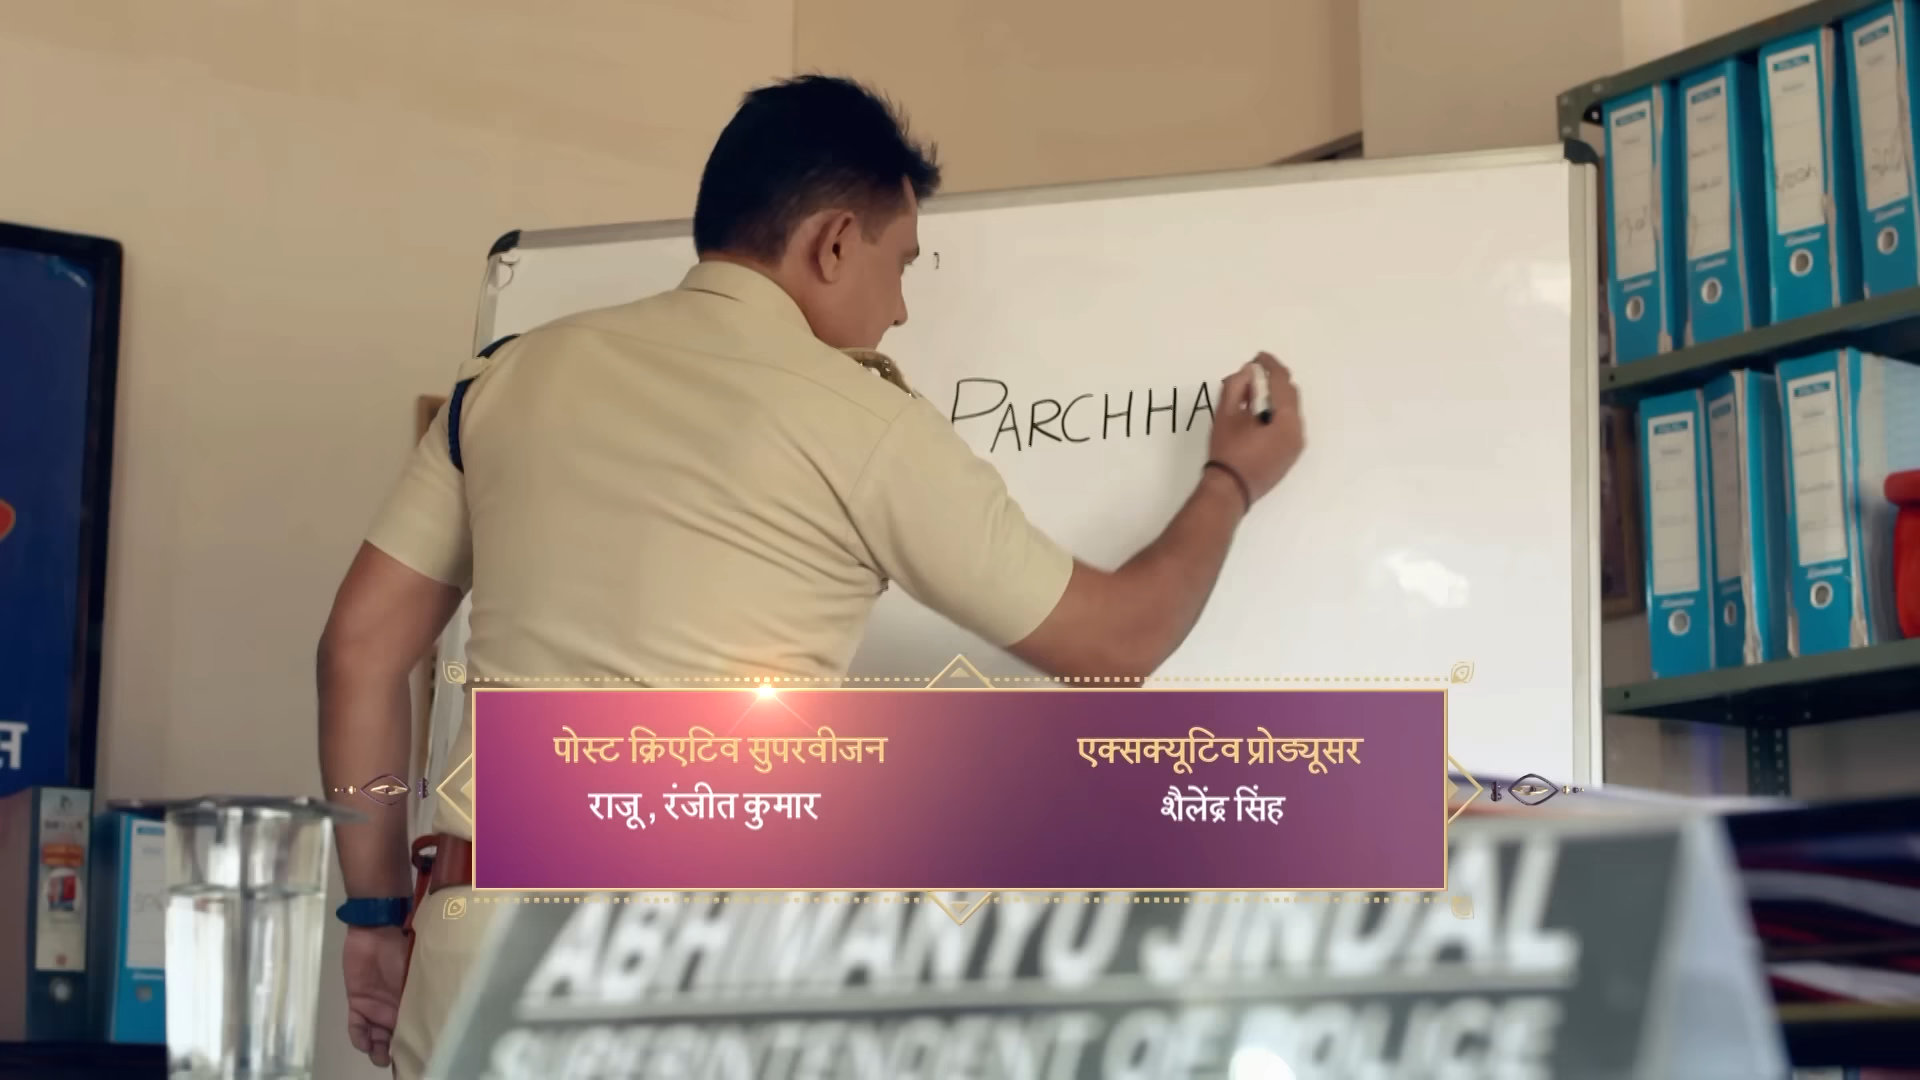 PARCHHA
पोस्ट क्रिएटिव सुपरवीजन
राजू , रंजीत कुमार
एक्सक्यूटिव प्रोड्यूसर
शैलेंद्र सिंह
ABHIMANYU JINDAL
SUPERINTENDENT OF POLICE